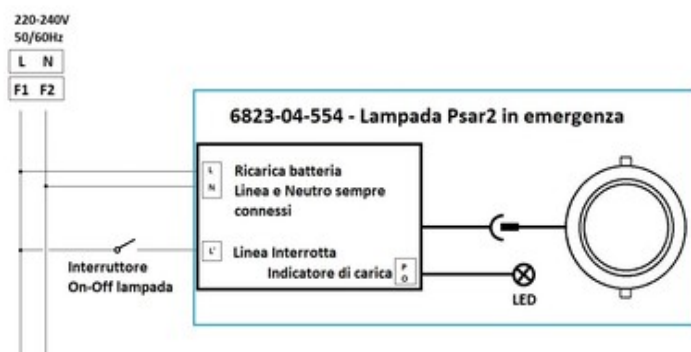 220-240V
50/60Hz
L N
F1 F2
6823-04-554 - Lampada Psar2 in emergenza
L
Ricarica batteria
N
Linea e Neutro sempre
connessi
L'
Linea Interrotta
Interruttore
On-Off lampada
Indicatore di carica
P
O
LED